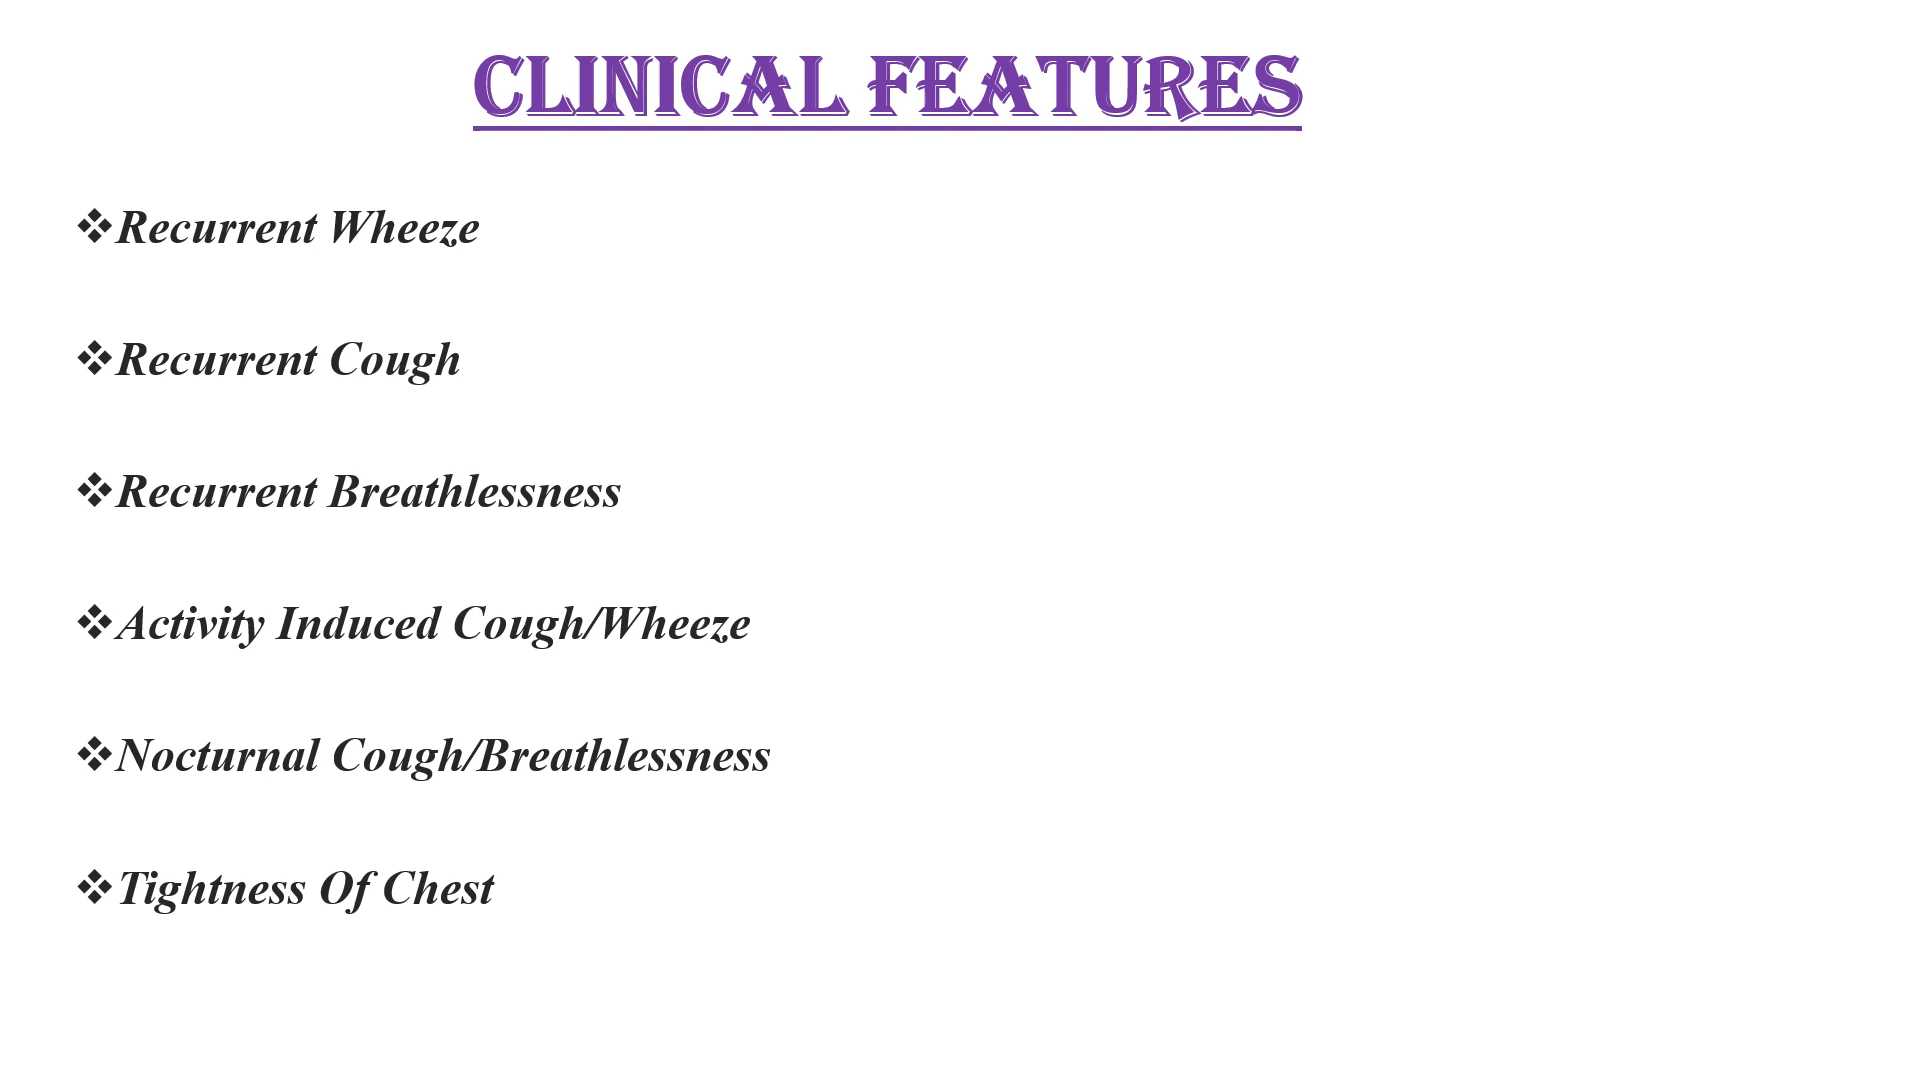 CLINICAL FEATURES
❖Recurrent Wheeze
❖Recurrent Cough
❖Recurrent Breathlessness
❖Activity Induced Cough/Wheeze
❖Nocturnal Cough/Breathlessness
❖Tightness Of Chest